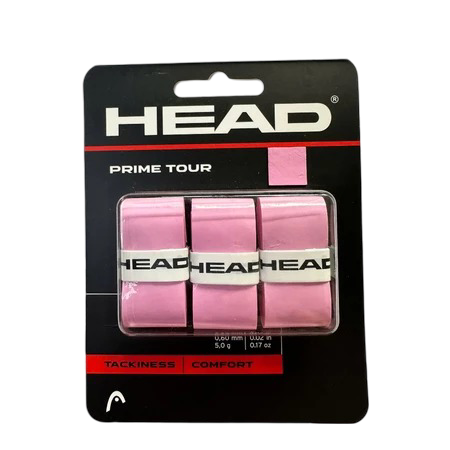 HEAD®
PRIME TOUR
HEAD HEAD HEAD
0,60 mm 0.02 in
5,0 g 0.17 oz
TACKINESS COMFORT